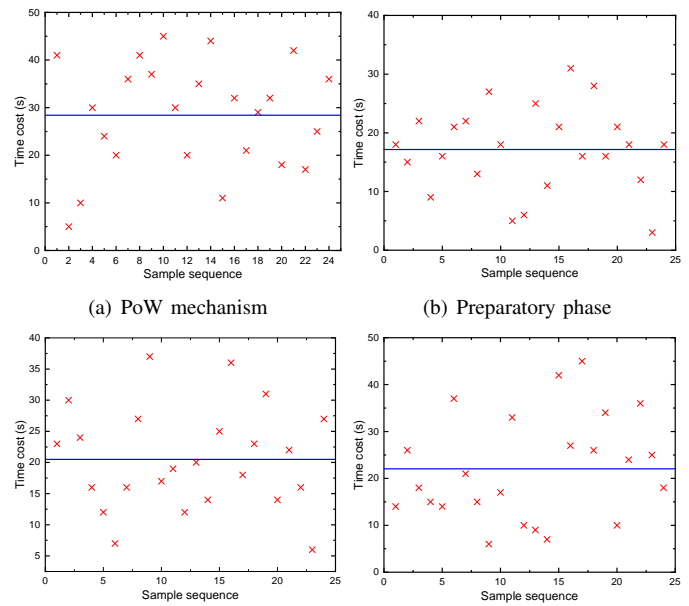 50
40
30
20
10
0
Time cost (s)
0 2 4 6 8 10 12 14 16 18 20 22 24
Sample sequence
(a) PoW mechanism
40
30
20
10
0
Time cost (s)
0 5 10 15 20 25
Sample sequence
(b) Preparatory phase
40
35
30
25
20
15
10
5
Time cost (s)
0 5 10 15 20 25
Sample sequence
50
40
30
20
10
0
Time cost (s)
0 5 10 15 20 25
Sample sequence